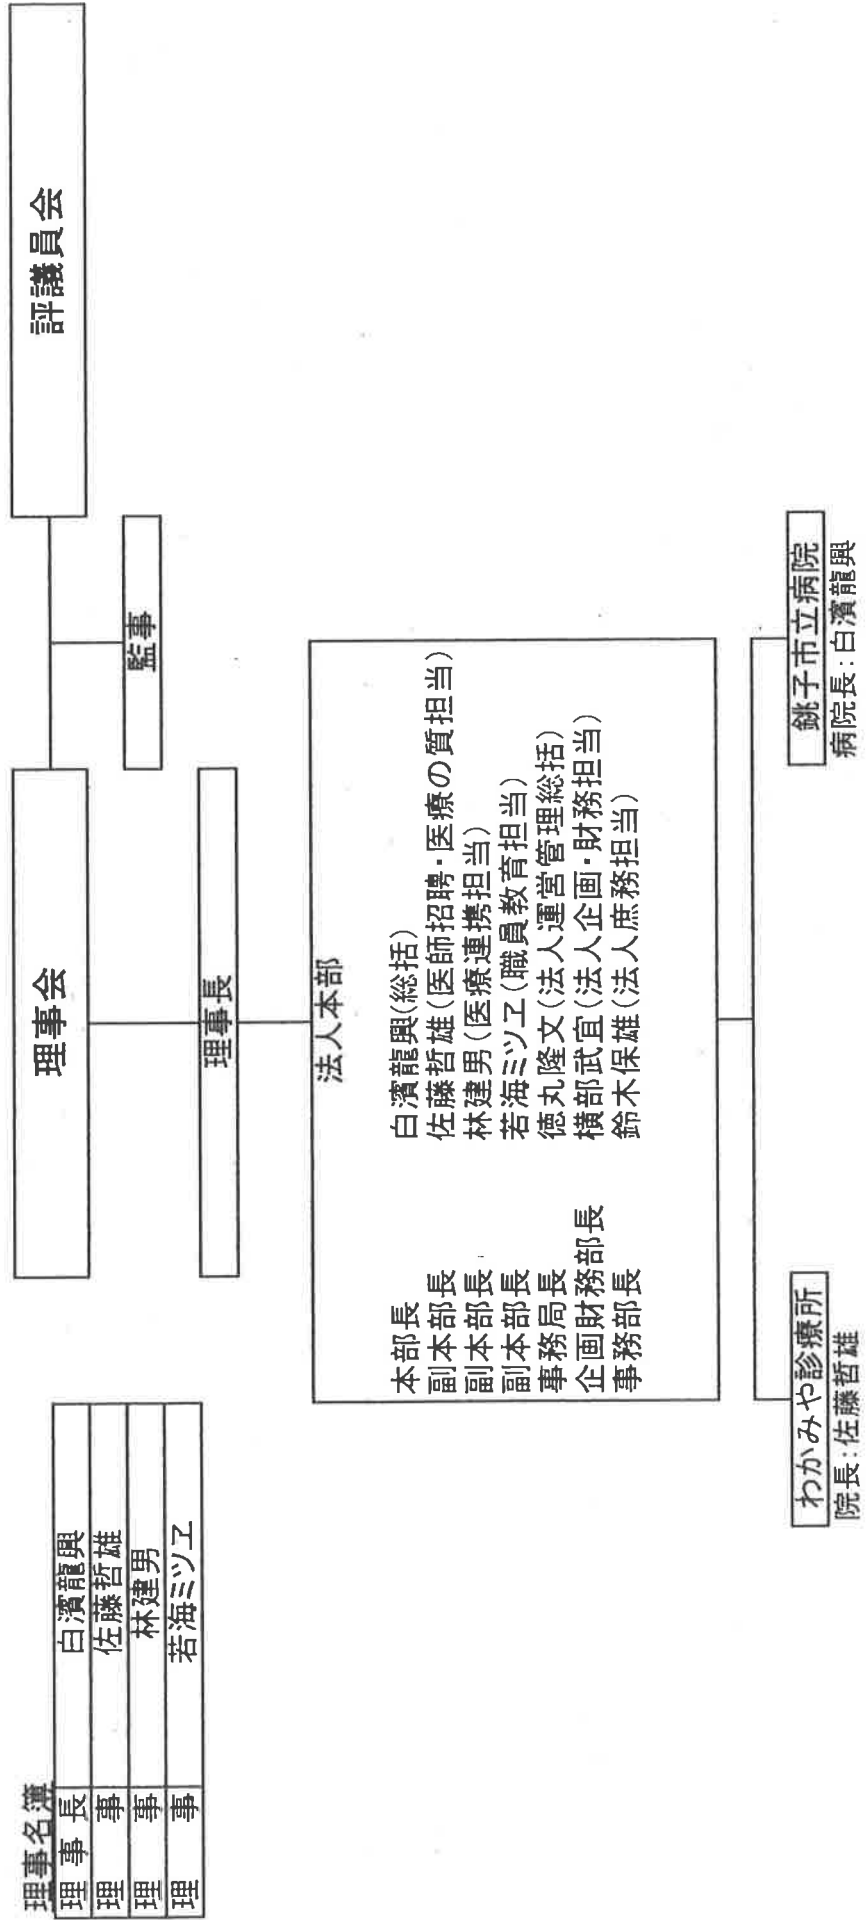 理事名簿
理事長 白濱龍興
理事 佐藤哲雄
理事 林建男
理事 若海ミツヱ
理事会
評議員会
監事
理事長
法人本部
本部長 白濱龍興(総括)
副本部長 佐藤哲雄(医師招聘・医療の質担当)
副本部長 林建男(医療連携担当)
副本部長 若海ミツヱ(職員教育担当)
事務局長 徳丸隆文(法人運営管理総括)
企画財務部長 横部武宜(法人企画・財務担当)
事務部長 鈴木保雄(法人庶務担当)
わかみや診療所
院長:佐藤哲雄
銚子市立病院
病院長:白濱龍興